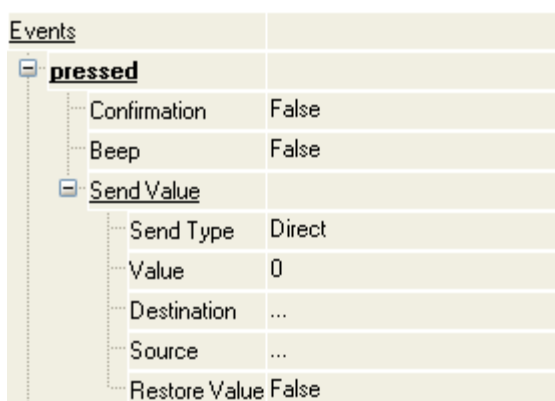 Events
pressed
Confirmation False
Beep False
Send Value
Send Type Direct
Value 0
Destination ...
Source ...
Restore Value False